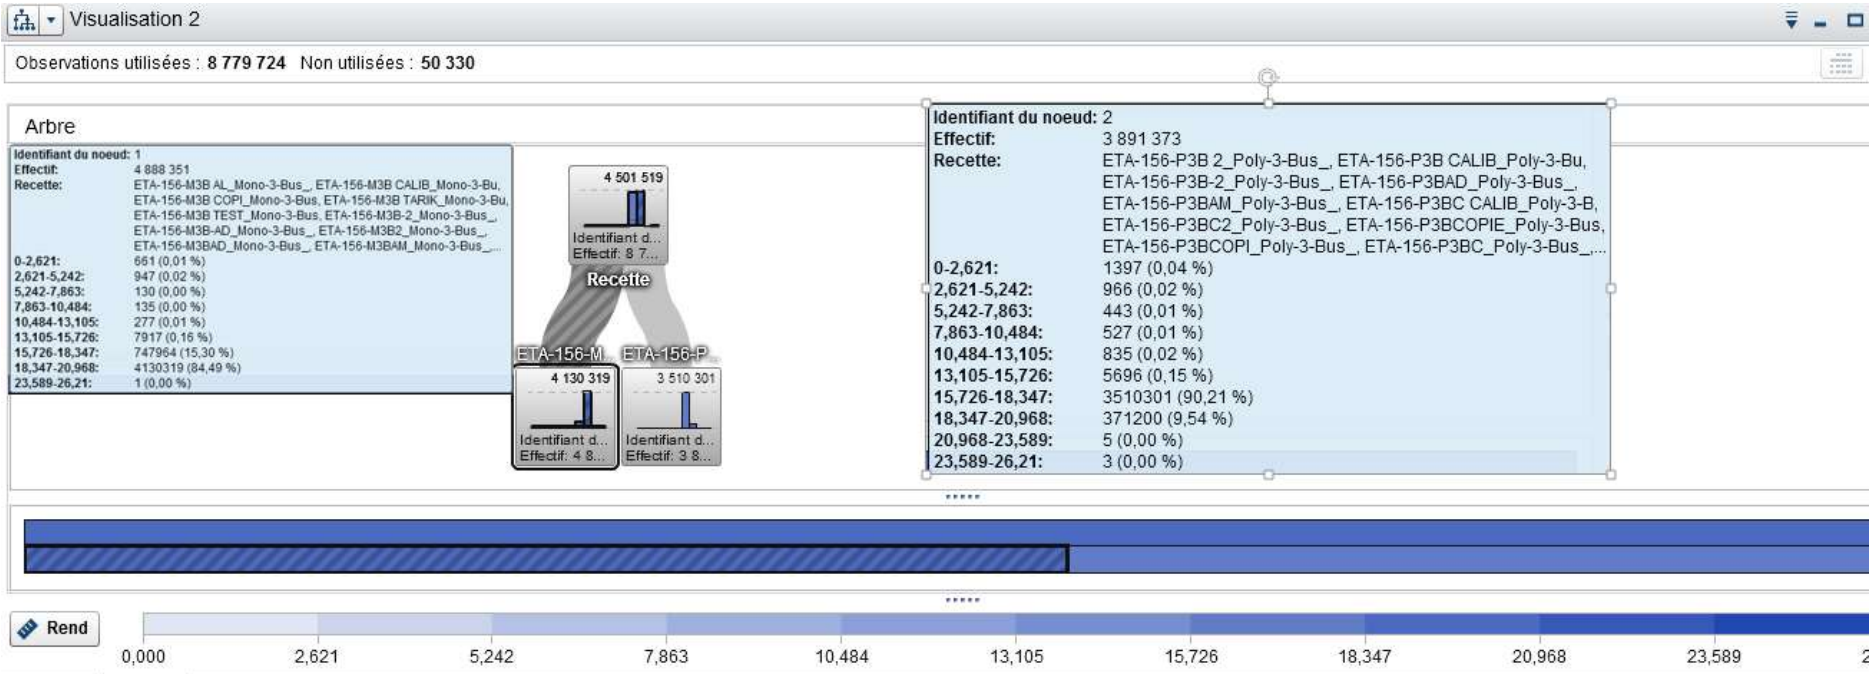 Visualisation 2
Observations utilisées : 8 779 724 Non utilisées : 50 330
Arbre
Identifiant du noeud: 1
Effectif: 4 888 351
Recette: ETA-156-M3B AL_Mono-3-Bus_, ETA-156-M3B CALIB_Mono-3-Bu,
ETA-156-M3B COPI_Mono-3-Bus, ETA-156-M3B TARIK_Mono-3-Bu,
ETA-156-M3B TEST_Mono-3-Bus, ETA-156-M3B-2_Mono-3-Bus_,
ETA-156-M3B-AD_Mono-3-Bus_, ETA-156-M3B2_Mono-3-Bus_,
ETA-156-M3BAD_Mono-3-Bus_, ETA-156-M3BAM_Mono-3-Bus_,...
0-2,621: 661 (0,01 %)
2,621-5,242: 947 (0,02 %)
5,242-7,863: 130 (0,00 %)
7,863-10,484: 135 (0,00 %)
10,484-13,105: 277 (0,01 %)
13,105-15,726: 7917 (0,16 %)
15,726-18,347: 747964 (15,30 %)
18,347-20,968: 4130319 (84,49 %)
23,589-26,21: 1 (0,00 %)
4 501 519
Identifiant d...
Effectif: 8 7...
Recette
ETA-156-M...
ETA-156-P...
4 130 319
Identifiant d...
Effectif: 4 8...
3 510 301
Identifiant d...
Effectif: 3 8...
Identifiant du noeud: 2
Effectif: 3 891 373
Recette: ETA-156-P3B 2_Poly-3-Bus_, ETA-156-P3B CALIB_Poly-3-Bu,
ETA-156-P3B-2_Poly-3-Bus_, ETA-156-P3BAD_Poly-3-Bus_,
ETA-156-P3BAM_Poly-3-Bus_, ETA-156-P3BC CALIB_Poly-3-B,
ETA-156-P3BC2_Poly-3-Bus_, ETA-156-P3BCOPIE_Poly-3-Bus,
ETA-156-P3BCOPI_Poly-3-Bus_, ETA-156-P3BC_Poly-3-Bus_,...
0-2,621: 1397 (0,04 %)
2,621-5,242: 966 (0,02 %)
5,242-7,863: 443 (0,01 %)
7,863-10,484: 527 (0,01 %)
10,484-13,105: 835 (0,02 %)
13,105-15,726: 5696 (0,15 %)
15,726-18,347: 3510301 (90,21 %)
18,347-20,968: 371200 (9,54 %)
20,968-23,589: 5 (0,00 %)
23,589-26,21: 3 (0,00 %)
Rend
0,000 2,621 5,242 7,863 10,484 13,105 15,726 18,347 20,968 23,589